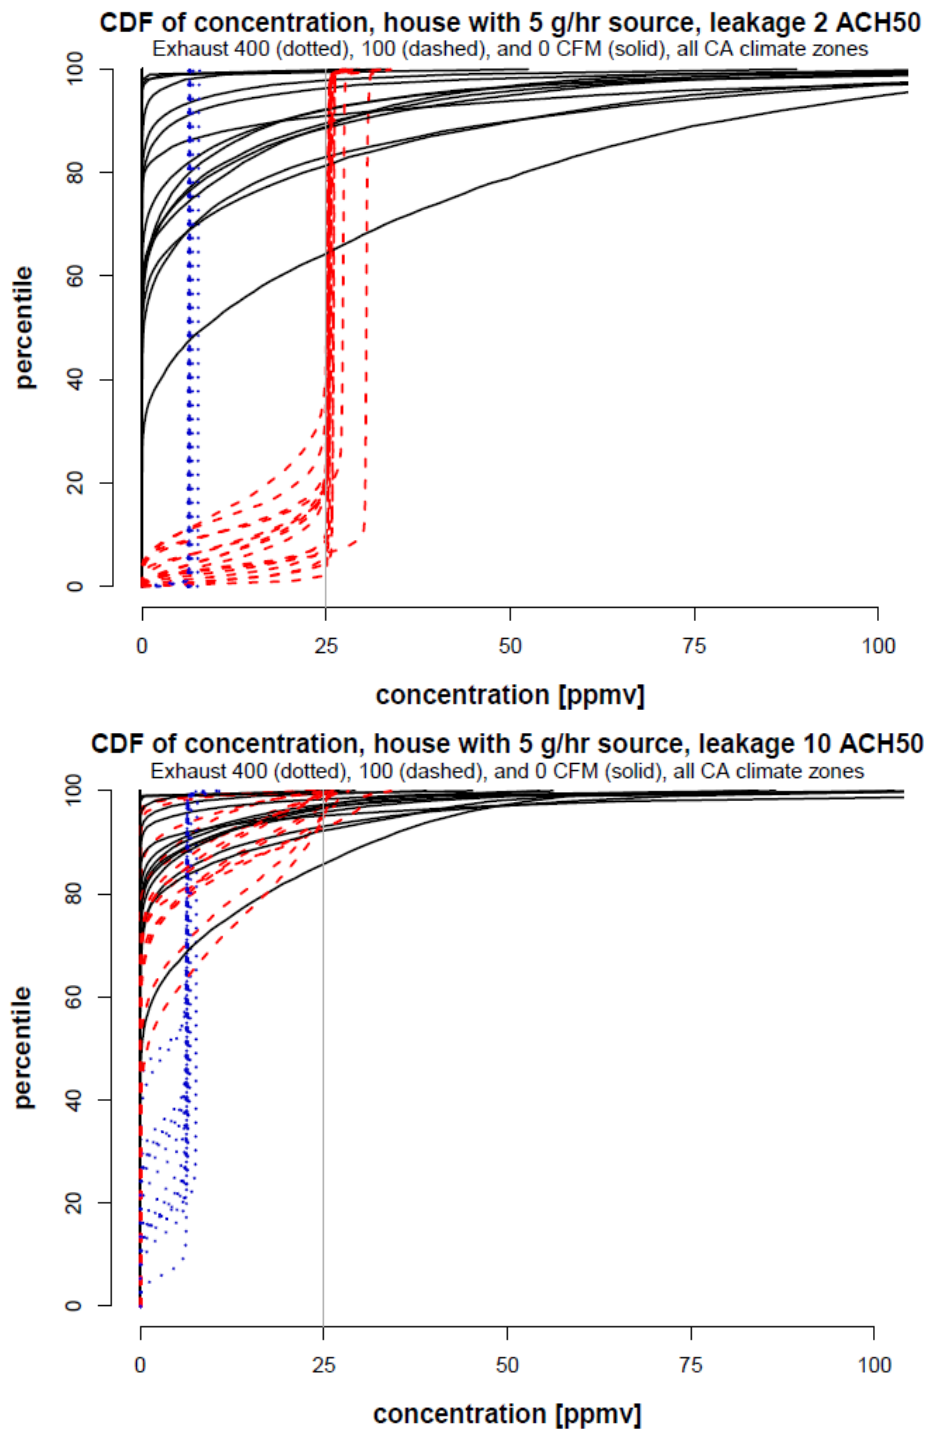 CDF of concentration, house with 5 g/hr source, leakage 2 ACH50
Exhaust 400 (dotted), 100 (dashed), and 0 CFM (solid), all CA climate zones
100
80
60
40
20
0
percentile
0 25 50 75 100
concentration [ppmv]
CDF of concentration, house with 5 g/hr source, leakage 10 ACH50
Exhaust 400 (dotted), 100 (dashed), and 0 CFM (solid), all CA climate zones
100
80
60
40
20
0
percentile
0 25 50 75 100
concentration [ppmv]